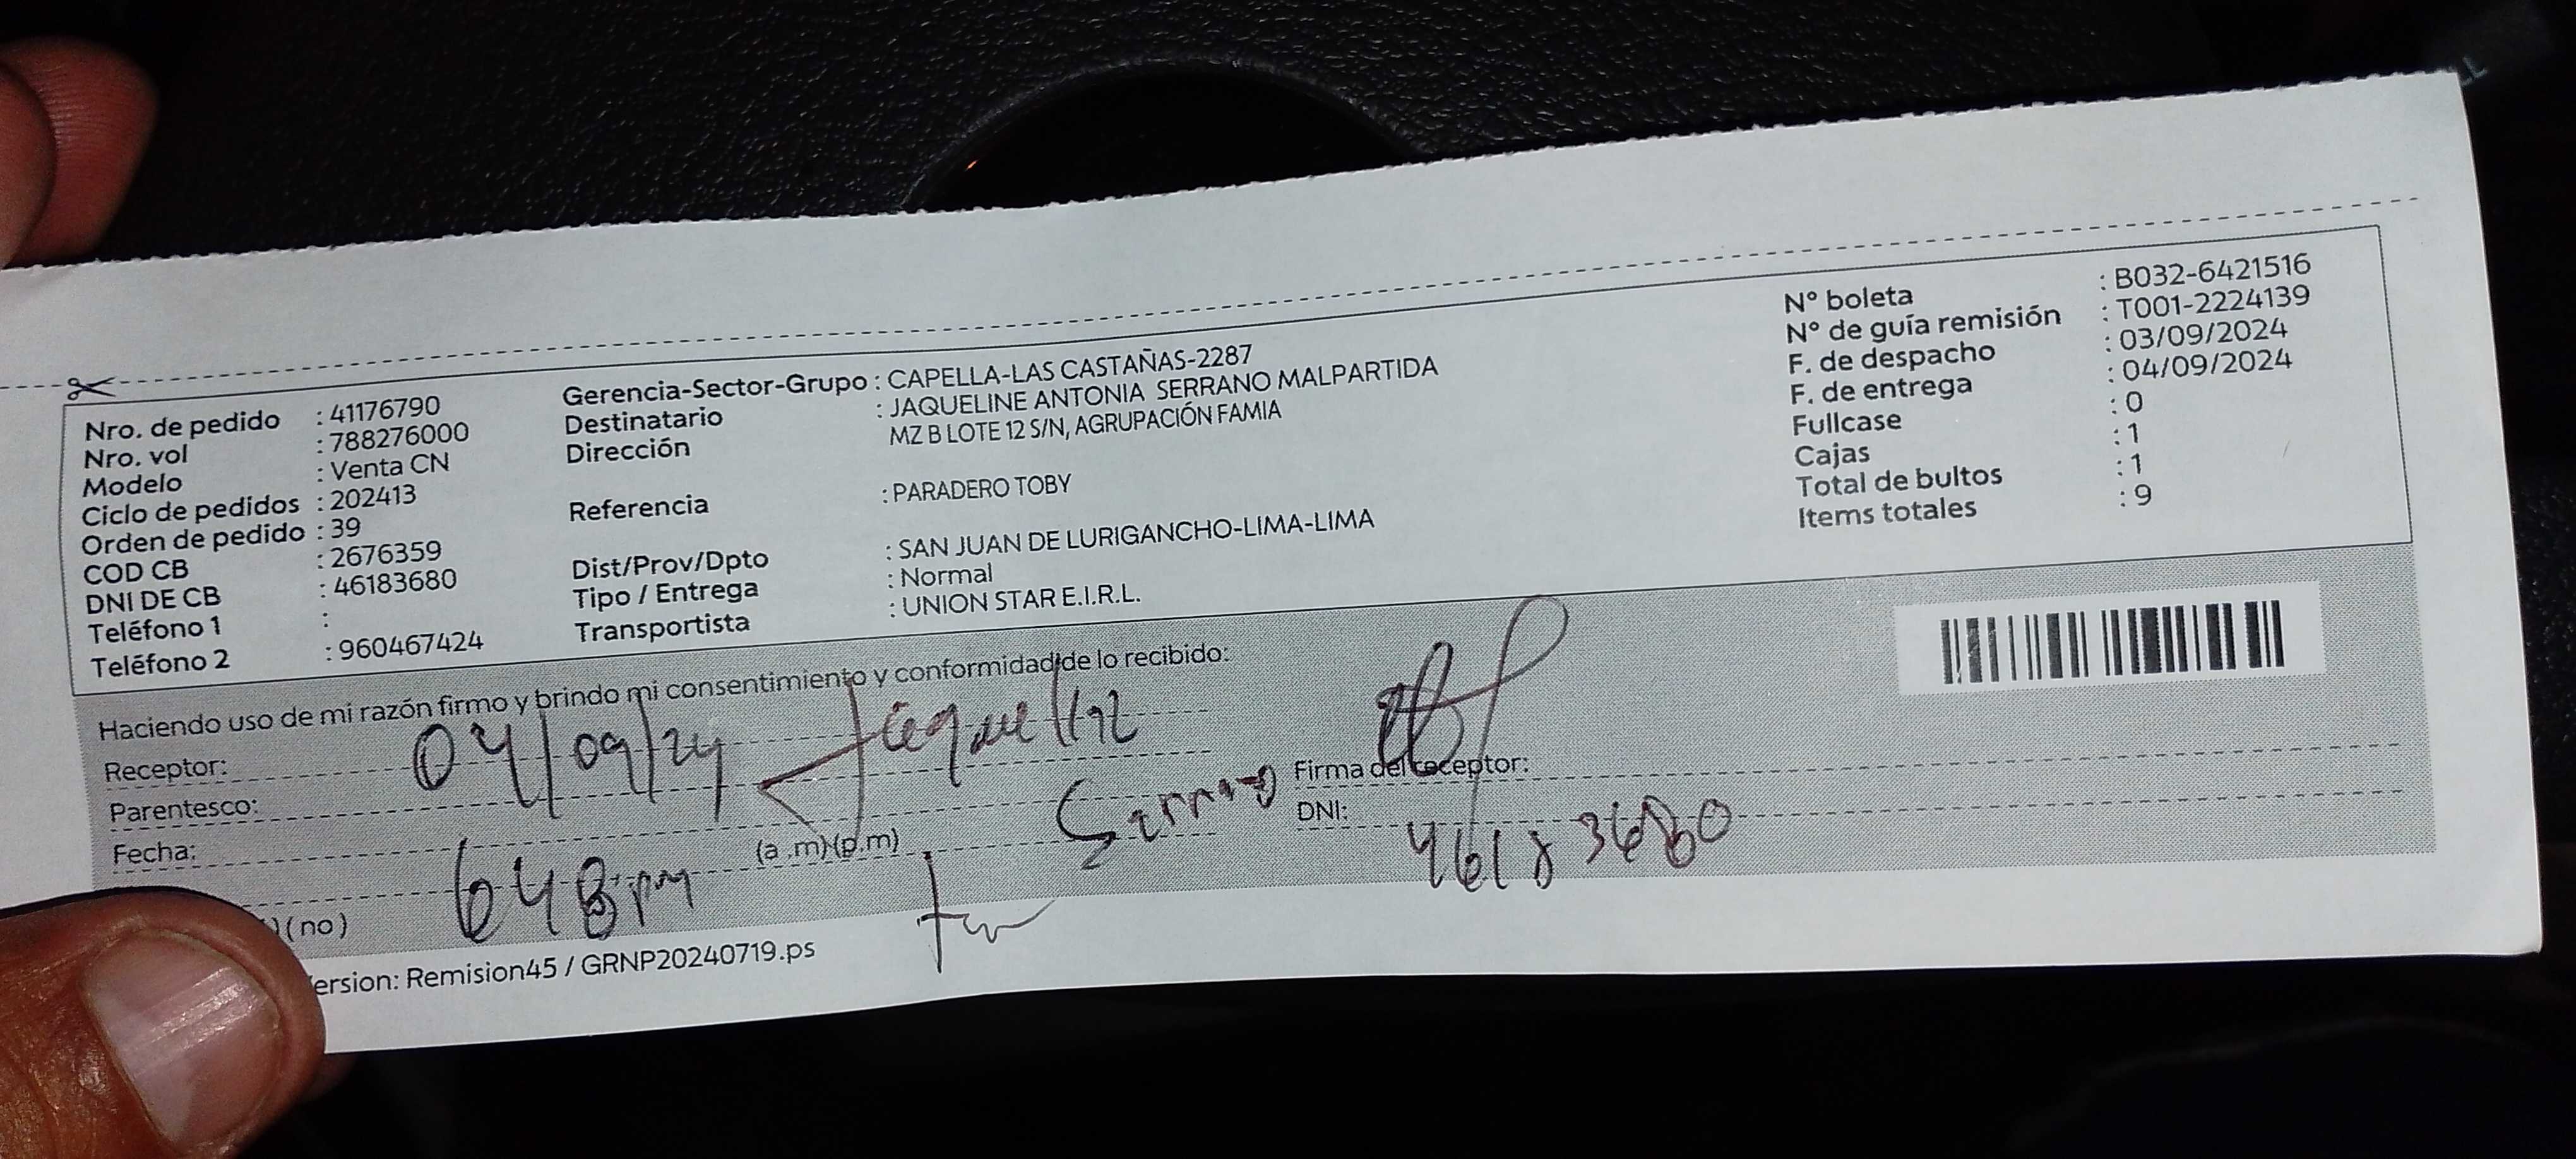 Nro. de pedido : 41176790
Nro. vol : 788276000
Modelo : Venta CN
Ciclo de pedidos : 202413
Orden de pedido : 39
COD CB : 2676359
DNI DE CB : 46183680
Teléfono 1 :
Teléfono 2 : 960467424
Gerencia-Sector-Grupo : CAPELLA-LAS CASTAÑAS-2287
Destinatario : JAQUELINE ANTONIA SERRANO MALPARTIDA
Dirección MZ B LOTE 12 S/N, AGRUPACIÓN FAMIA
Referencia : PARADERO TOBY
Dist/Prov/Dpto : SAN JUAN DE LURIGANCHO-LIMA-LIMA
Tipo / Entrega : Normal
Transportista : UNION STAR E.I.R.L.
N° boleta : B032-6421516
N° de guía remisión : T001-2224139
F. de despacho : 03/09/2024
F. de entrega : 04/09/2024
Fullcase : 0
Cajas : 1
Total de bultos : 1
Items totales : 9
Haciendo uso de mi razón firmo y brindo mi consentimiento y conformidad de lo recibido:
Receptor: 04/09/24
Parentesco:
Serrano
Firma del receptor:
DNI: 46183680
Fecha: (a .m) (p.m)
648 pm
) (no)
ersion: Remision45 / GRNP20240719.ps